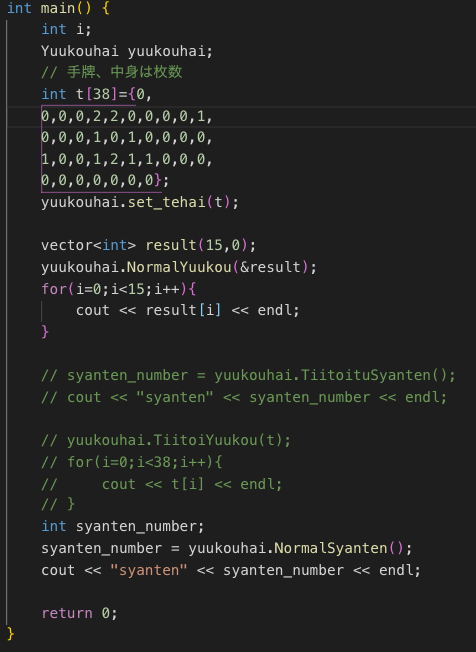 int main() {
    int i;
    Yuukouhai yuukouhai;
    // 手牌、中身は枚数
    int t[38]={0,
    0,0,0,2,2,0,0,0,0,1,
    0,0,0,1,0,1,0,0,0,0,
    1,0,0,1,2,1,1,0,0,0,
    0,0,0,0,0,0,0};
    yuukouhai.set_tehai(t);

    vector<int> result(15,0);
    yuukouhai.NormalYuukou(&result);
    for(i=0;i<15;i++){
        cout << result[i] << endl;
    }

    // syanten_number = yuukouhai.TiitoituSyanten();
    // cout << "syanten" << syanten_number << endl;

    // yuukouhai.TiitoiYuukou(t);
    // for(i=0;i<38;i++){
    //     cout << t[i] << endl;
    // }
    int syanten_number;
    syanten_number = yuukouhai.NormalSyanten();
    cout << "syanten" << syanten_number << endl;

    return 0;
}